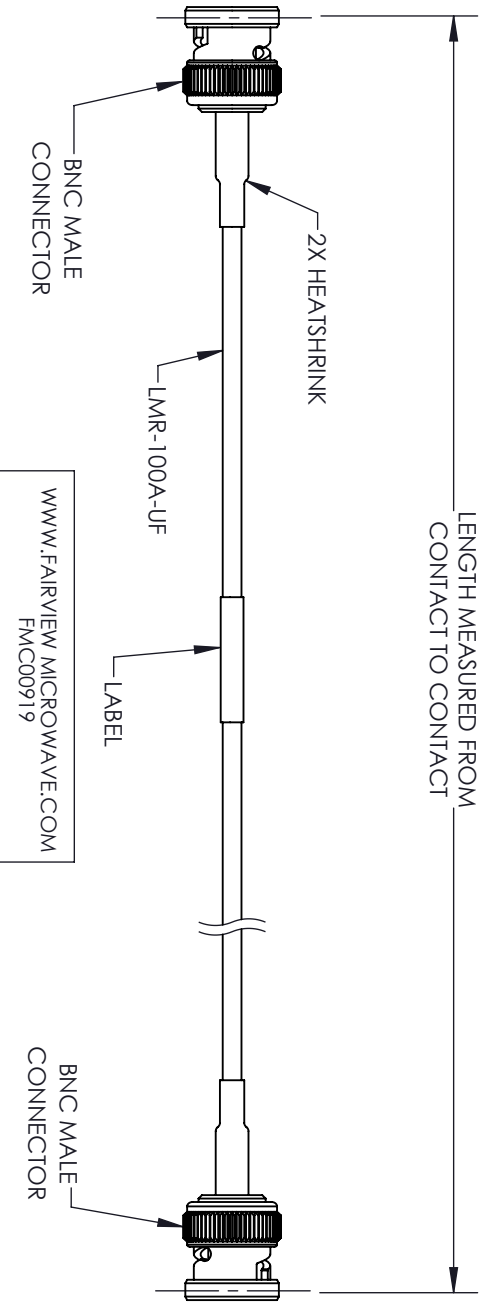 LENGTH MEASURED FROM
CONTACT TO CONTACT
2X HEATSHRINK
BNC MALE
CONNECTOR
LMR-100A-UF
LABEL
BNC MALE
CONNECTOR
WWW.FAIRVIEW MICROWAVE.COM
FMC00919